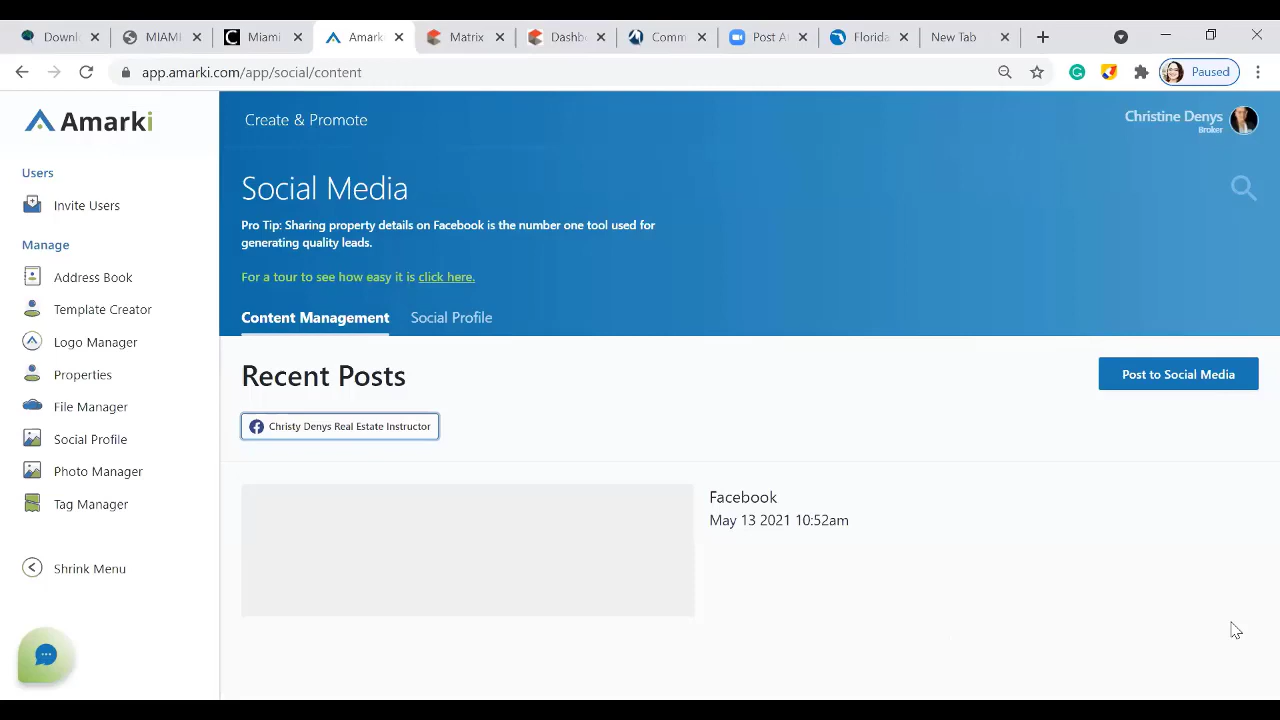 Downl
MIAMI
Miami
Amark
Matrix
Dashb
Comm
Post A
Florida
New Tab
app.amarki.com/app/social/content
Paused
Amarki
Create & Promote
Christine Denys
Broker
Users
Invite Users
Manage
Address Book
Template Creator
Logo Manager
Properties
File Manager
Social Profile
Photo Manager
Tag Manager
Shrink Menu
Social Media
Pro Tip: Sharing property details on Facebook is the number one tool used for
generating quality leads.
For a tour to see how easy it is click here.
Content Management
Social Profile
Recent Posts
Post to Social Media
Christy Denys Real Estate Instructor
Facebook
May 13 2021 10:52am